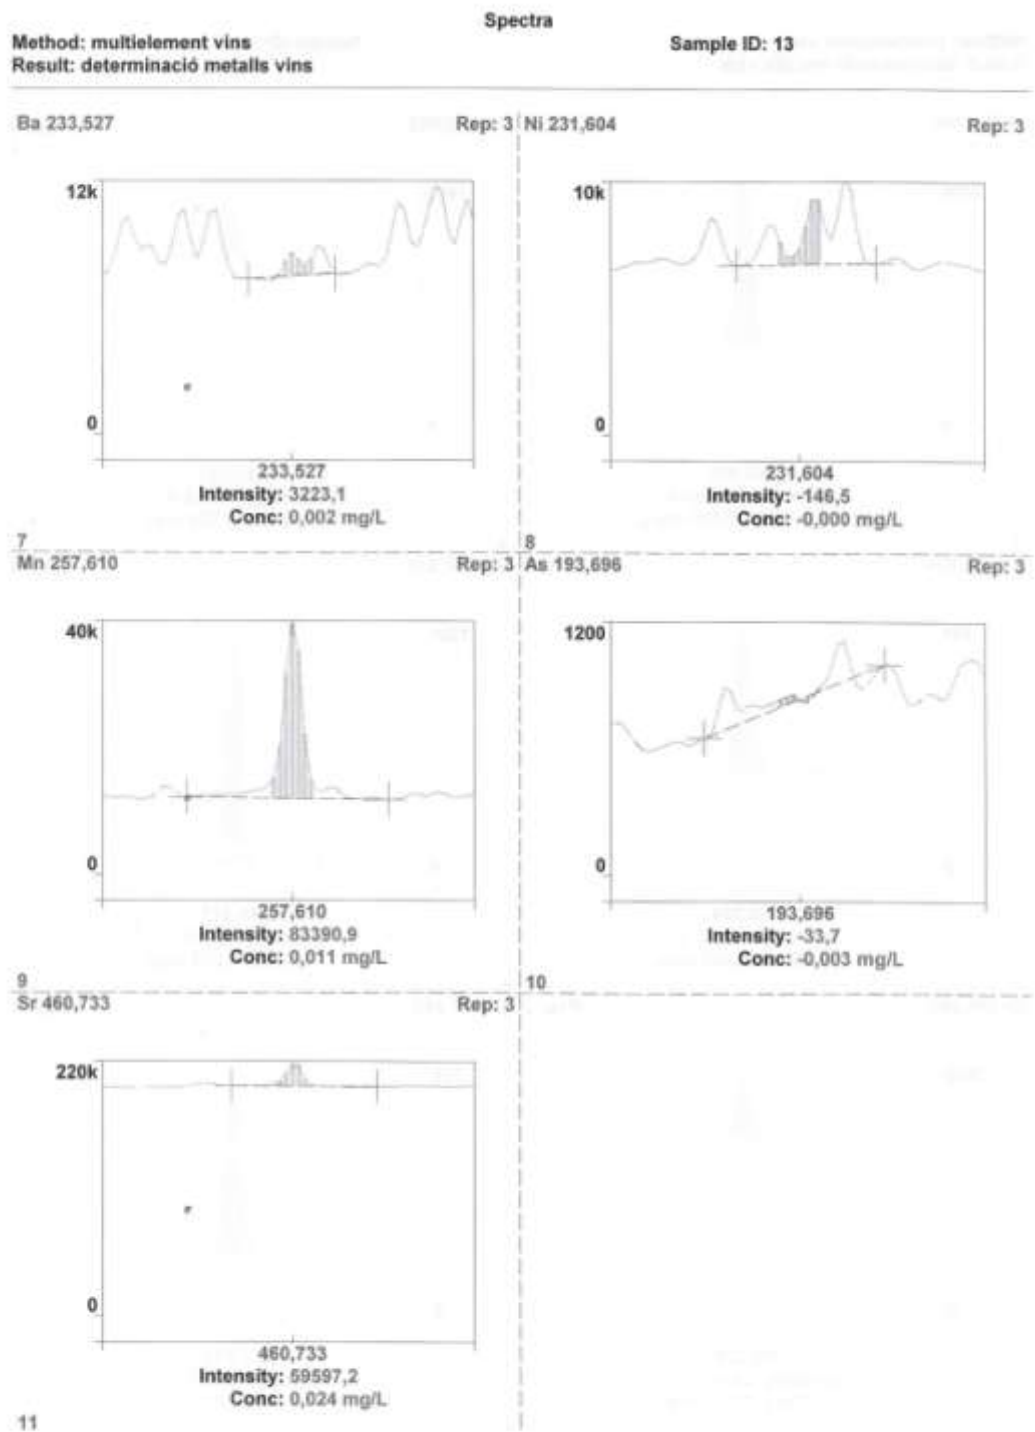 Spectra
Method: multielement vins
Sample ID: 13
Result: determinació metalls vins
Ba 233,527
Rep: 3
12k
0
233,527
Intensity: 3223,1
Conc: 0,002 mg/L
7
Ni 231,604
Rep: 3
10k
0
231,604
Intensity: -146,5
Conc: -0,000 mg/L
8
Mn 257,610
Rep: 3
40k
0
257,610
Intensity: 83390,9
Conc: 0,011 mg/L
9
As 193,696
Rep: 3
1200
0
193,696
Intensity: -33,7
Conc: -0,003 mg/L
10
Sr 460,733
Rep: 3
220k
0
460,733
Intensity: 59597,2
Conc: 0,024 mg/L
11